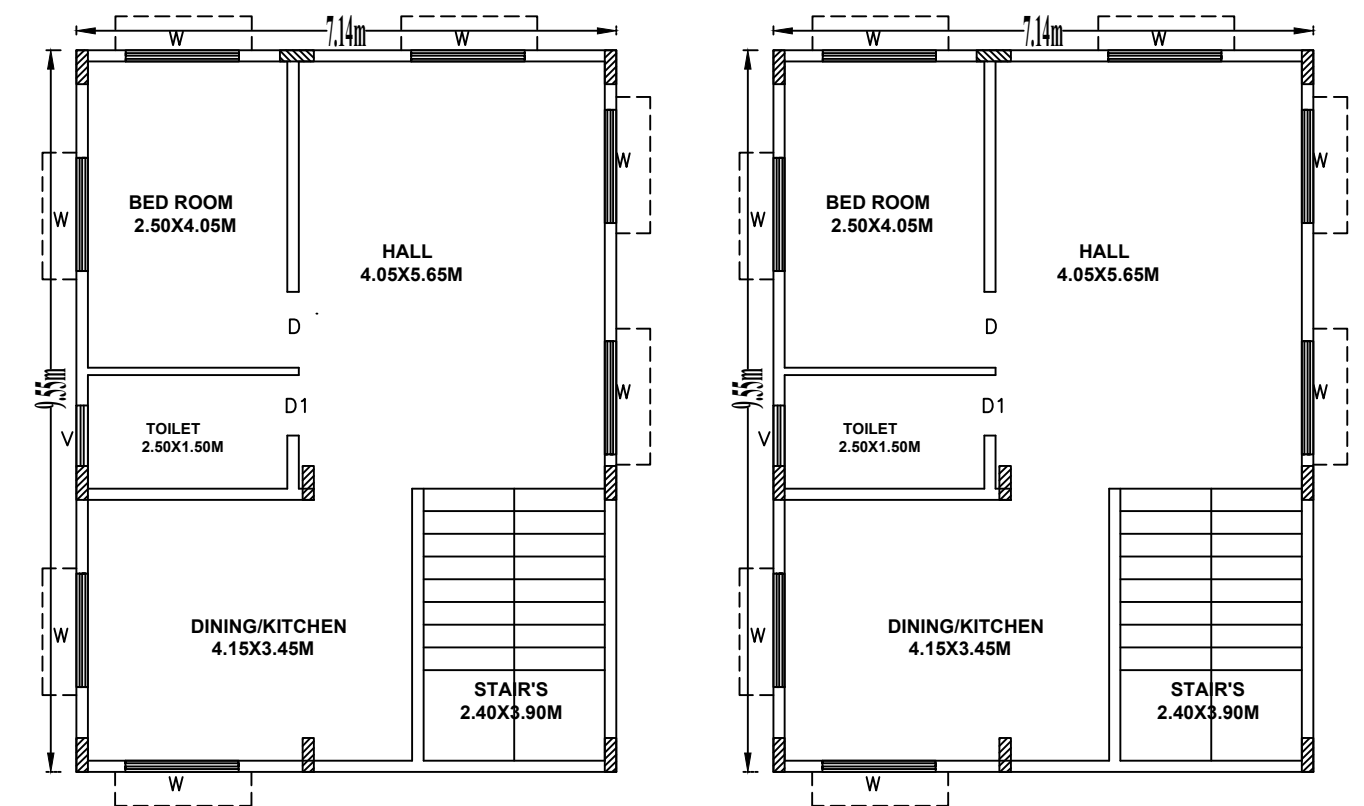 7.14m
W
W
W
W
BED ROOM
2.50X4.05M
HALL
4.05X5.65M
D
W
9.55m
D1
TOILET
2.50X1.50M
V
DINING/KITCHEN
4.15X3.45M
W
STAIR'S
2.40X3.90M
W
7.14m
W
W
W
W
BED ROOM
2.50X4.05M
HALL
4.05X5.65M
D
W
9.55m
D1
TOILET
2.50X1.50M
V
DINING/KITCHEN
4.15X3.45M
W
STAIR'S
2.40X3.90M
W